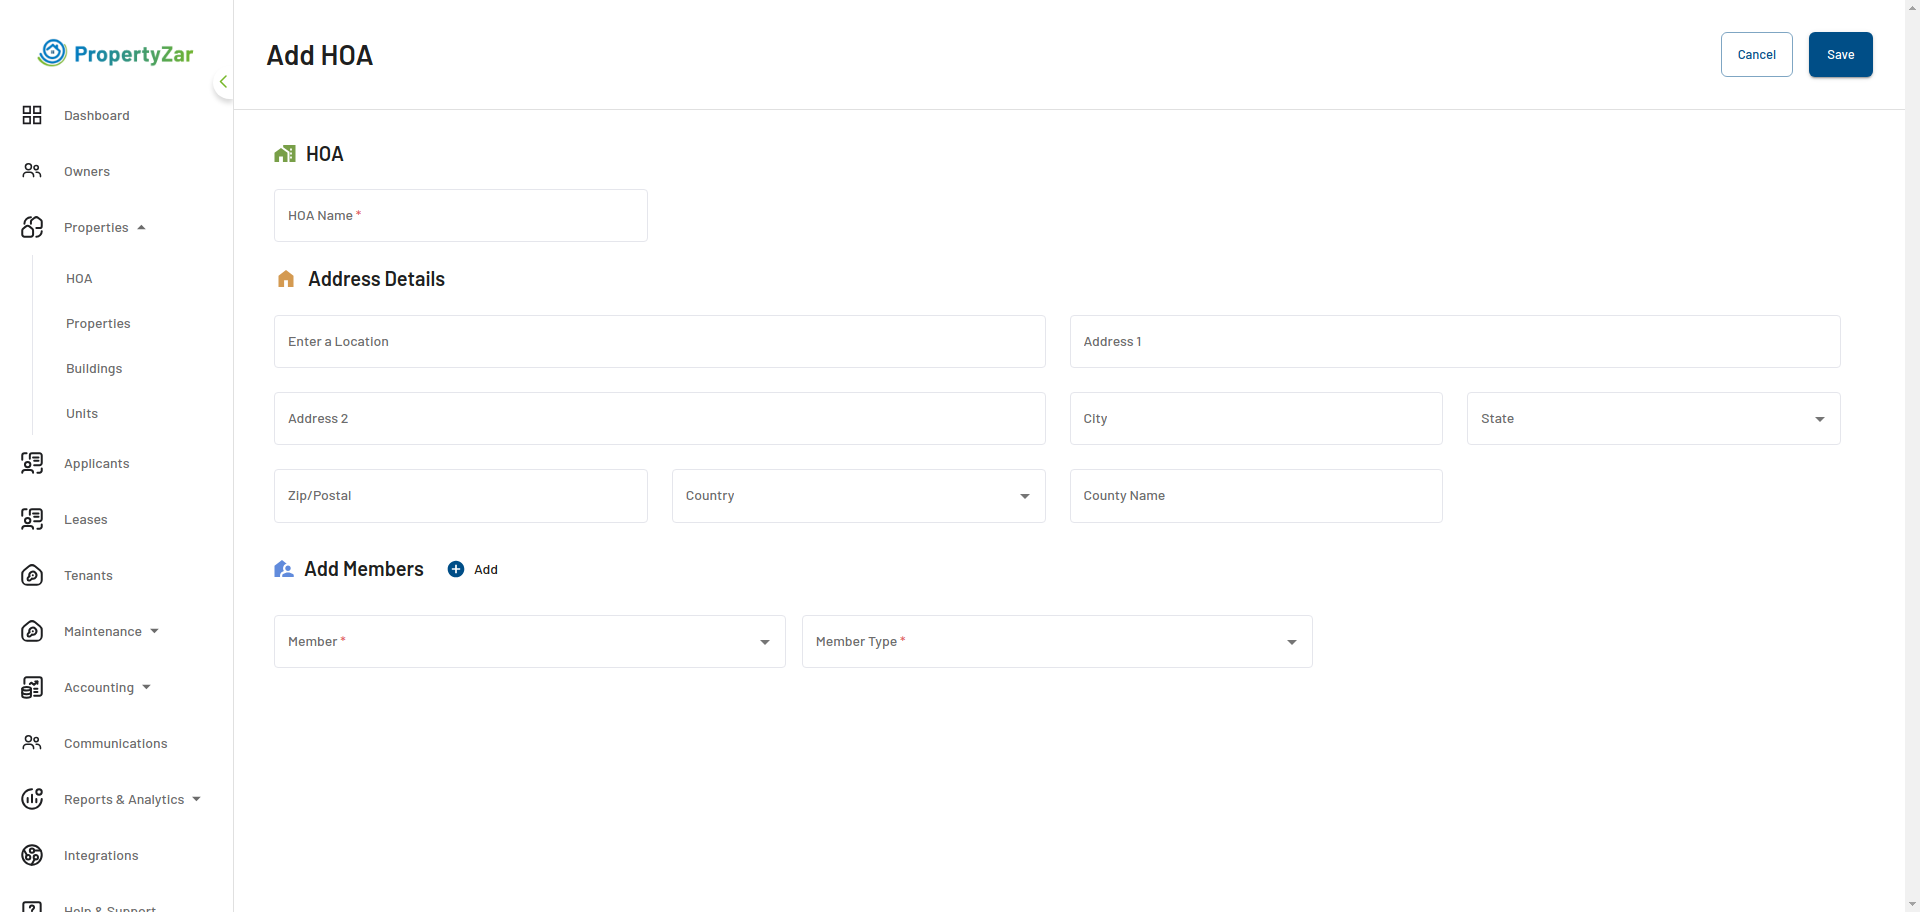 PropertyZar
Dashboard
Owners
Properties
HOA
Properties
Buildings
Units
Applicants
Leases
Tenants
Maintenance
Accounting
Communications
Reports & Analytics
Integrations
Help & Support
Add HOA
Cancel
Save
HOA
HOA Name *
Address Details
Enter a Location
Address 1
Address 2
City
State
Zip/Postal
Country
County Name
Add Members
Add
Member *
Member Type *